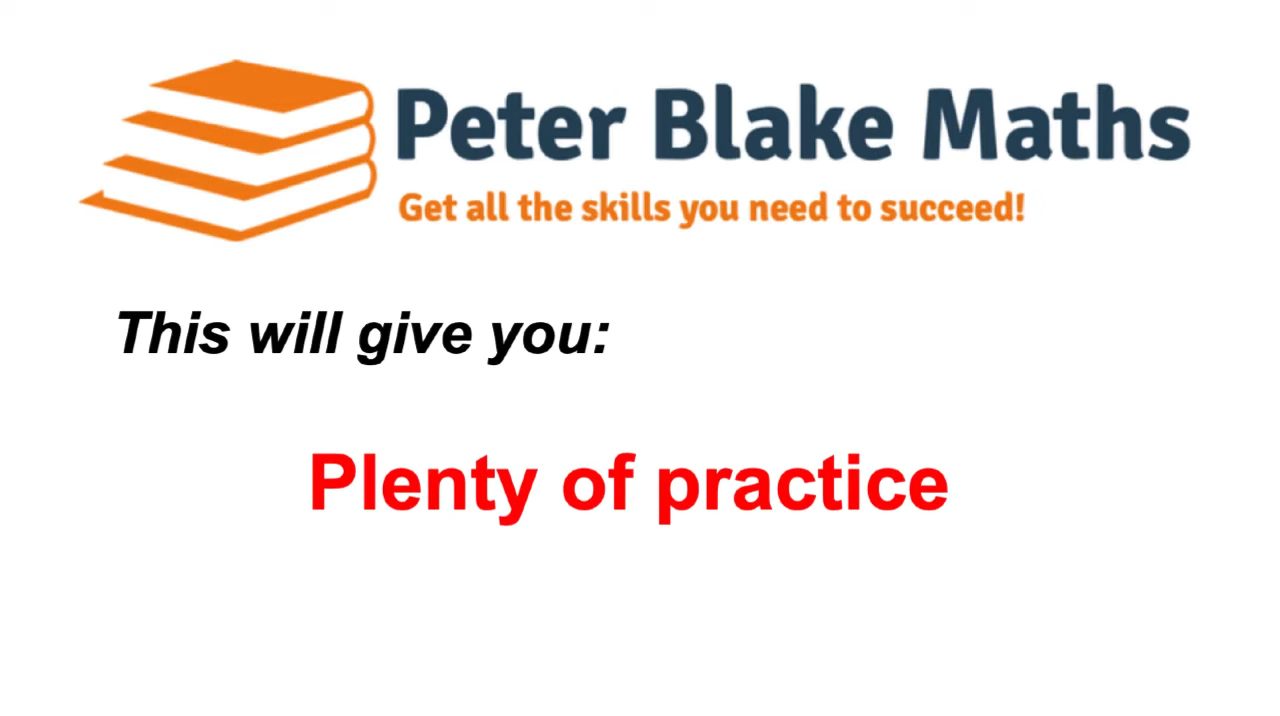 Peter Blake Maths
Get all the skills you need to succeed!
This will give you:
Plenty of practice